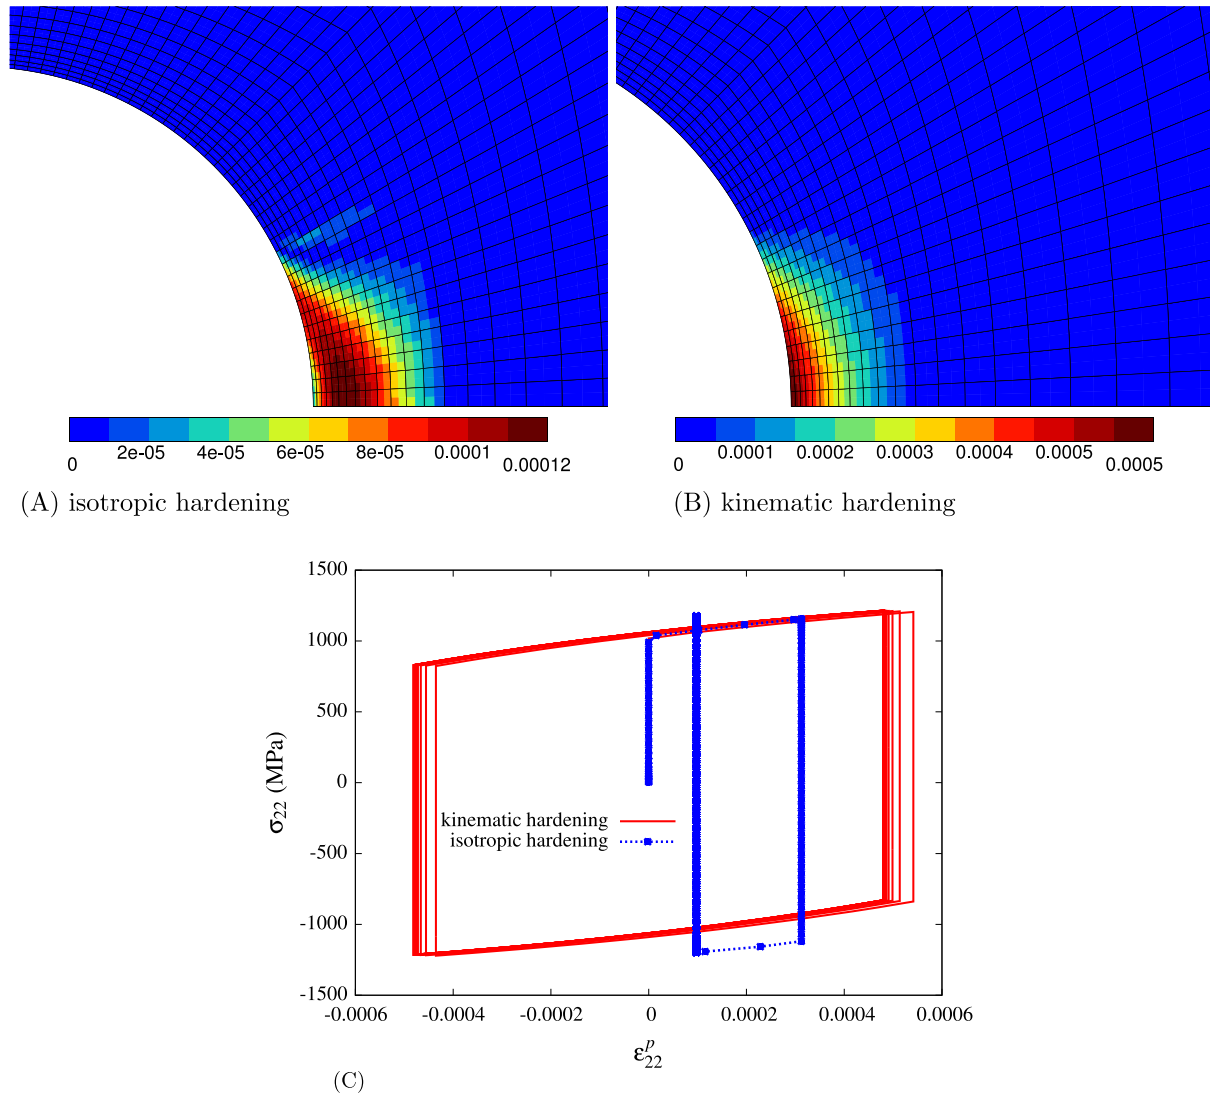 0 2e-05 4e-05 6e-05 8e-05 0.0001 0.00012
(A) isotropic hardening
0 0.0001 0.0002 0.0003 0.0004 0.0005 0.0005
(B) kinematic hardening
1500
1000
500
0
-500
-1000
-1500
σ22 (MPa)
kinematic hardening
isotropic hardening
-0.0006 -0.0004 -0.0002 0 0.0002 0.0004 0.0006
ε^p_22
(C)